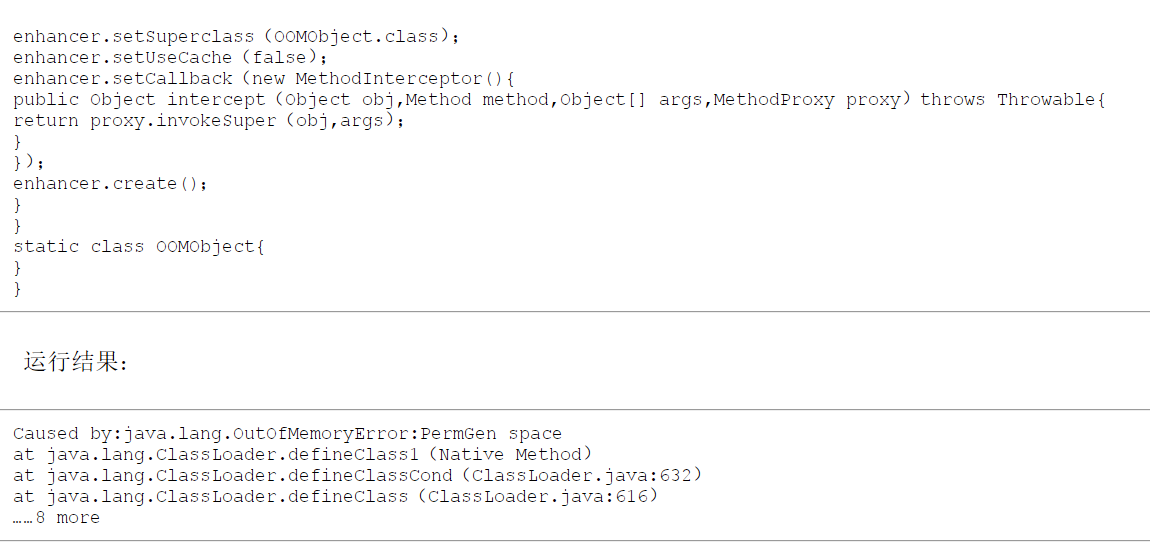 enhancer.setSuperclass（OOMObject.class）;
enhancer.setUseCache（false）;
enhancer.setCallback（new MethodInterceptor(){
public Object intercept（Object obj,Method method,Object[] args,MethodProxy proxy）throws Throwable{
return proxy.invokeSuper（obj,args）;
}
}）;
enhancer.create();
}
}
static class OOMObject{
}
}
运行结果：
Caused by:java.lang.OutOfMemoryError:PermGen space
at java.lang.ClassLoader.defineClass1（Native Method）
at java.lang.ClassLoader.defineClassCond（ClassLoader.java:632）
at java.lang.ClassLoader.defineClass（ClassLoader.java:616）
……8 more